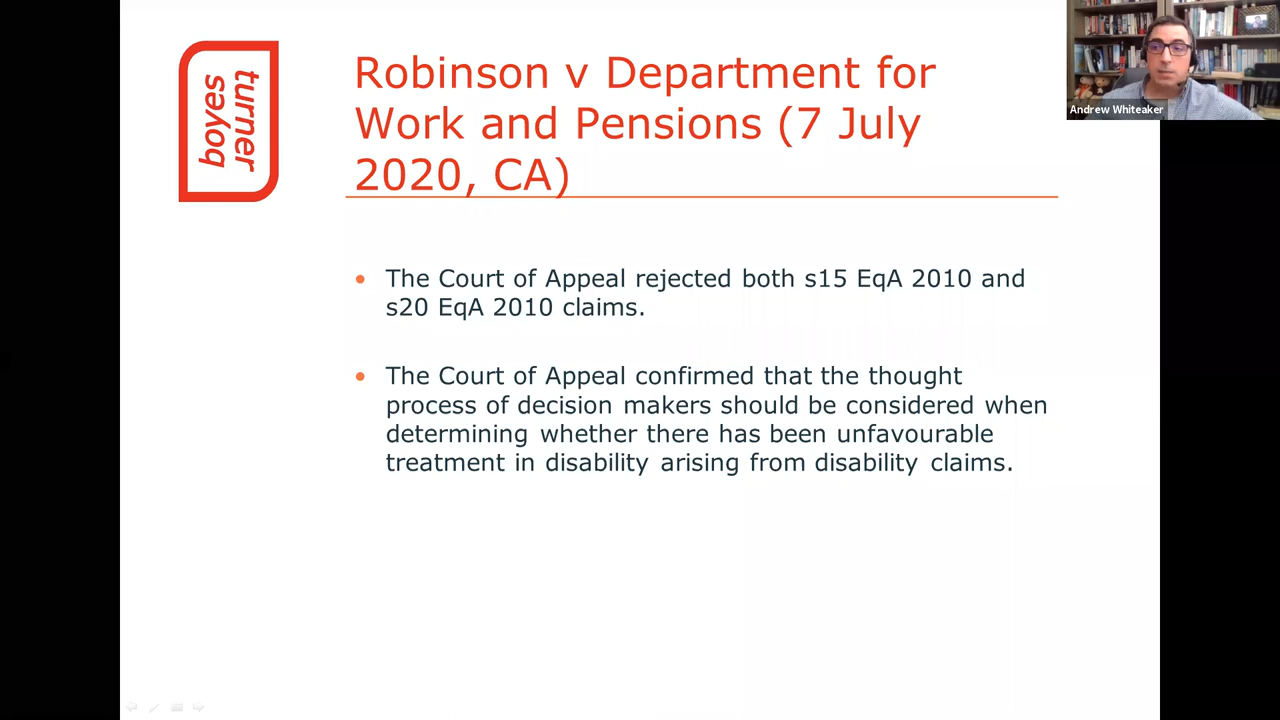 boyes
turner
Robinson v Department for
Work and Pensions (7 July
2020, CA)
• The Court of Appeal rejected both s15 EqA 2010 and
s20 EqA 2010 claims.
• The Court of Appeal confirmed that the thought
process of decision makers should be considered when
determining whether there has been unfavourable
treatment in disability arising from disability claims.
Andrew Whiteaker